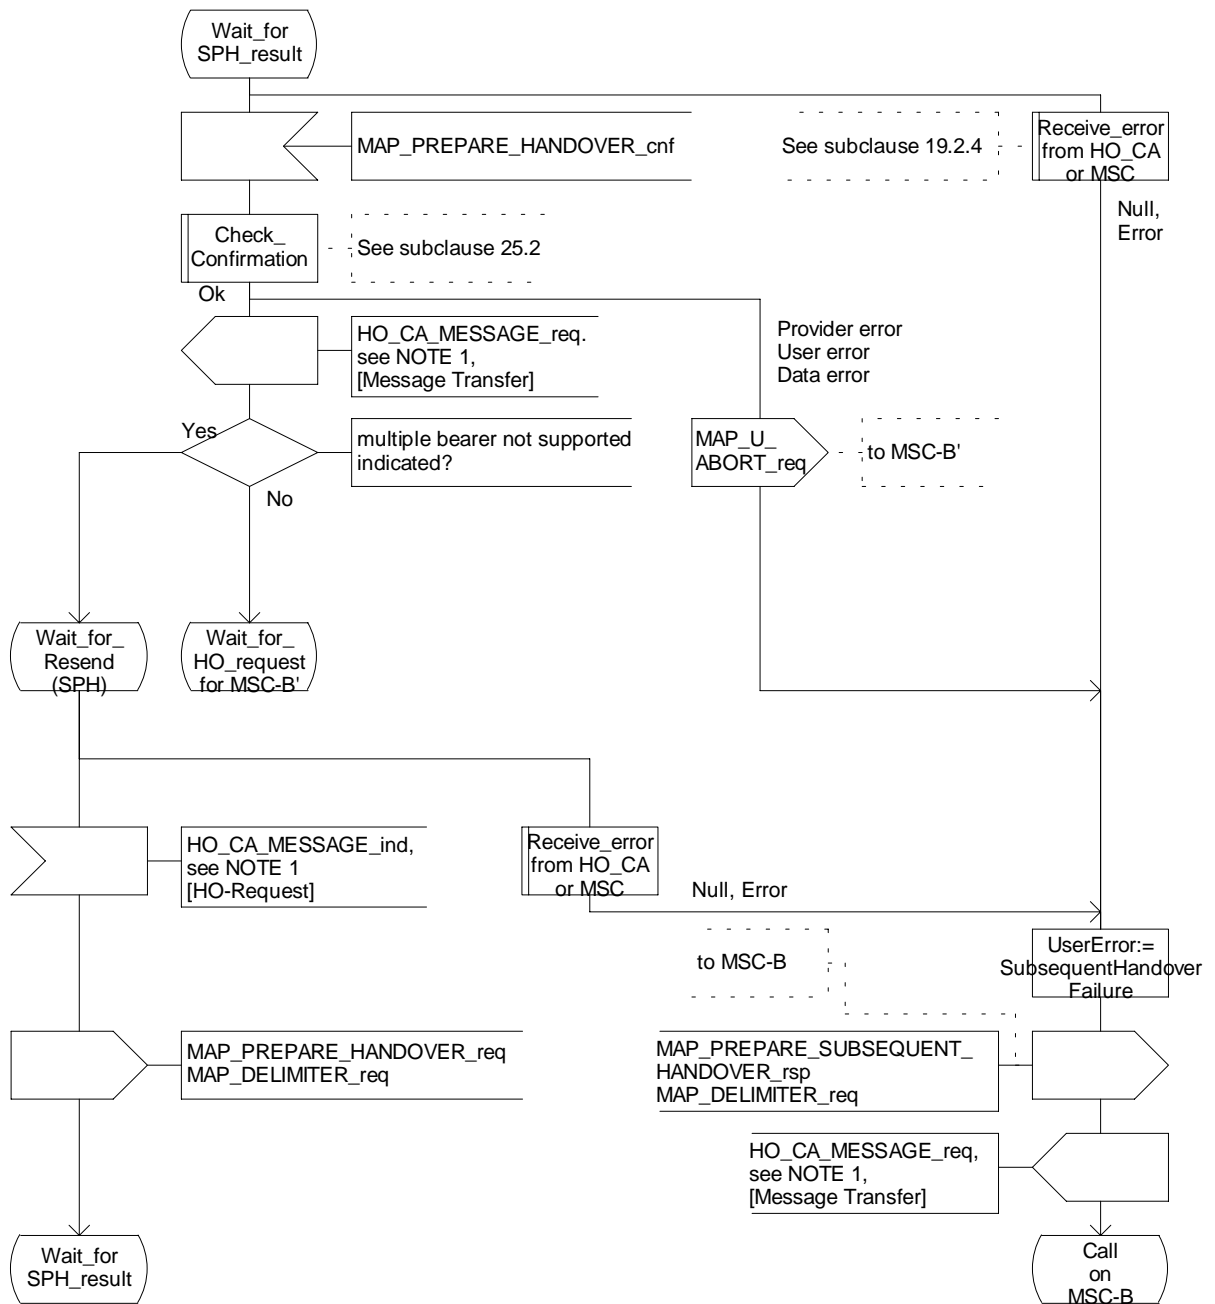 Wait_for
SPH_result
MAP_PREPARE_HANDOVER_cnf
See subclause 19.2.4
Receive_error
from HO_CA
or MSC
Null,
Error
Check_
Confirmation
See subclause 25.2
Ok
HO_CA_MESSAGE_req.
see NOTE 1,
[Message Transfer]
Provider error
User error
Data error
Yes
multiple bearer not supported
indicated?
No
MAP_U_
ABORT_req
to MSC-B'
Wait_for_
Resend
(SPH)
Wait_for_
HO_request
for MSC-B'
HO_CA_MESSAGE_ind,
see NOTE 1
[HO-Request]
Receive_error
from HO_CA
or MSC
Null, Error
to MSC-B
UserError:=
SubsequentHandover
Failure
MAP_PREPARE_HANDOVER_req
MAP_DELIMITER_req
MAP_PREPARE_SUBSEQUENT_
HANDOVER_rsp
MAP_DELIMITER_req
HO_CA_MESSAGE_req,
see NOTE 1,
[Message Transfer]
Wait_for
SPH_result
Call
on
MSC-B